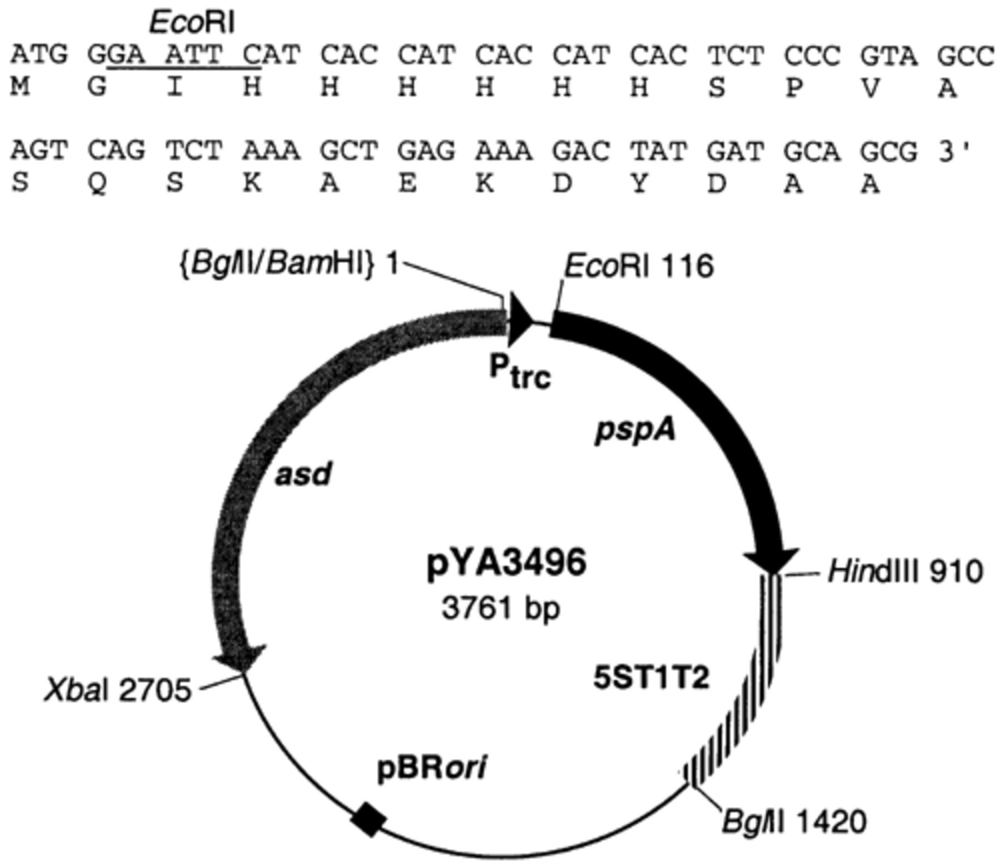 EcoRI
ATG GGA ATT CAT CAC CAT CAC CAT CAC TCT CCC GTA GCC
M G I H H H H H H S P V A
AGT CAG TCT AAA GCT GAG AAA GAC TAT GAT GCA GCG 3'
S Q S K A E K D Y D A A
{BglII/BamHI} 1
EcoRI 116
Ptrc
pspA
asd
pYA3496
3761 bp
HindIII 910
5ST1T2
XbaI 2705
pBRori
BglII 1420